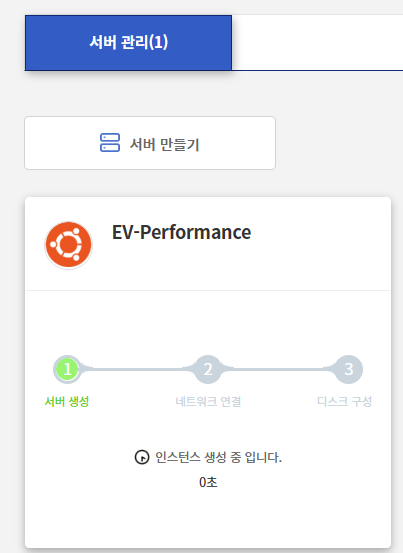 서버 관리(1)
서버 만들기
EV-Performance
1 2 3
서버 생성 네트워크 연결 디스크 구성
인스턴스 생성 중 입니다.
0초